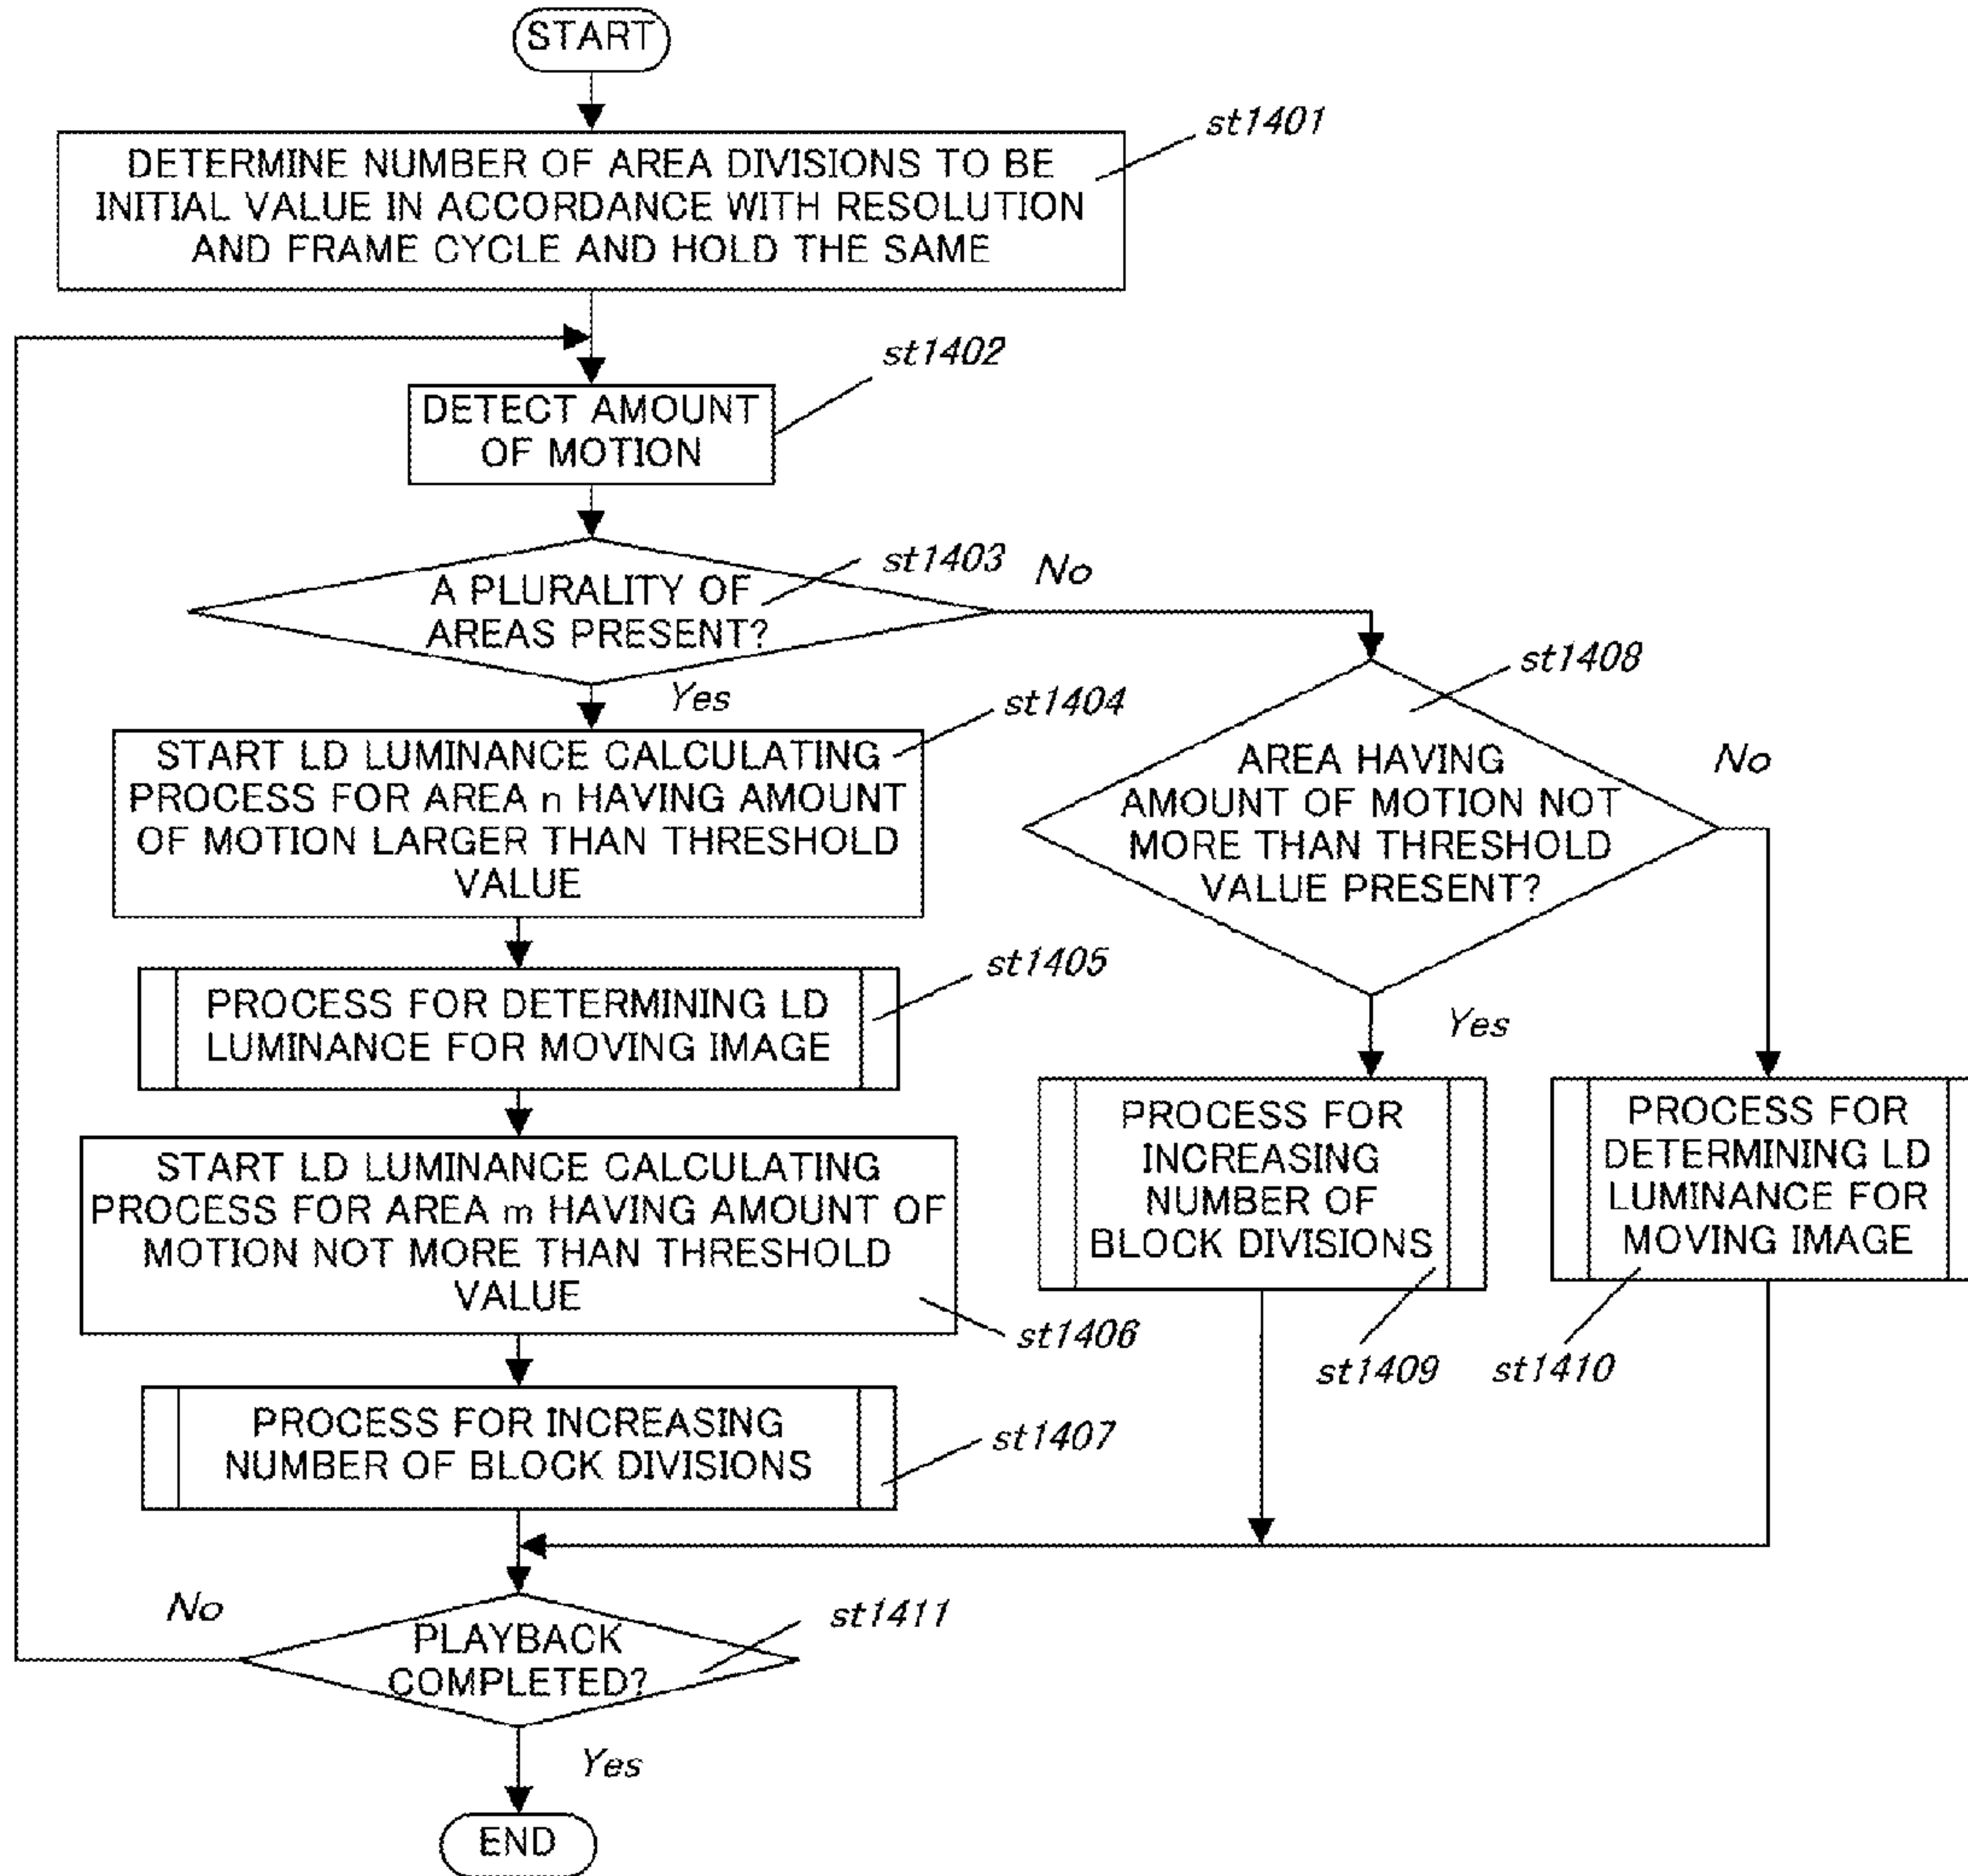 START
st1401
DETERMINE NUMBER OF AREA DIVISIONS TO BE
INITIAL VALUE IN ACCORDANCE WITH RESOLUTION
AND FRAME CYCLE AND HOLD THE SAME
st1402
DETECT AMOUNT
OF MOTION
st1403
No
A PLURALITY OF
AREAS PRESENT?
Yes
st1404
START LD LUMINANCE CALCULATING
PROCESS FOR AREA n HAVING AMOUNT
OF MOTION LARGER THAN THRESHOLD
VALUE
st1405
PROCESS FOR DETERMINING LD
LUMINANCE FOR MOVING IMAGE
START LD LUMINANCE CALCULATING
PROCESS FOR AREA m HAVING AMOUNT OF
MOTION NOT MORE THAN THRESHOLD
VALUE
st1406
PROCESS FOR INCREASING
NUMBER OF BLOCK DIVISIONS
st1407
st1408
AREA HAVING
AMOUNT OF MOTION NOT
MORE THAN THRESHOLD
VALUE PRESENT?
No
Yes
PROCESS FOR
INCREASING
NUMBER OF
BLOCK DIVISIONS
st1409
PROCESS FOR
DETERMINING LD
LUMINANCE FOR
MOVING IMAGE
st1410
No
st1411
PLAYBACK
COMPLETED?
Yes
END